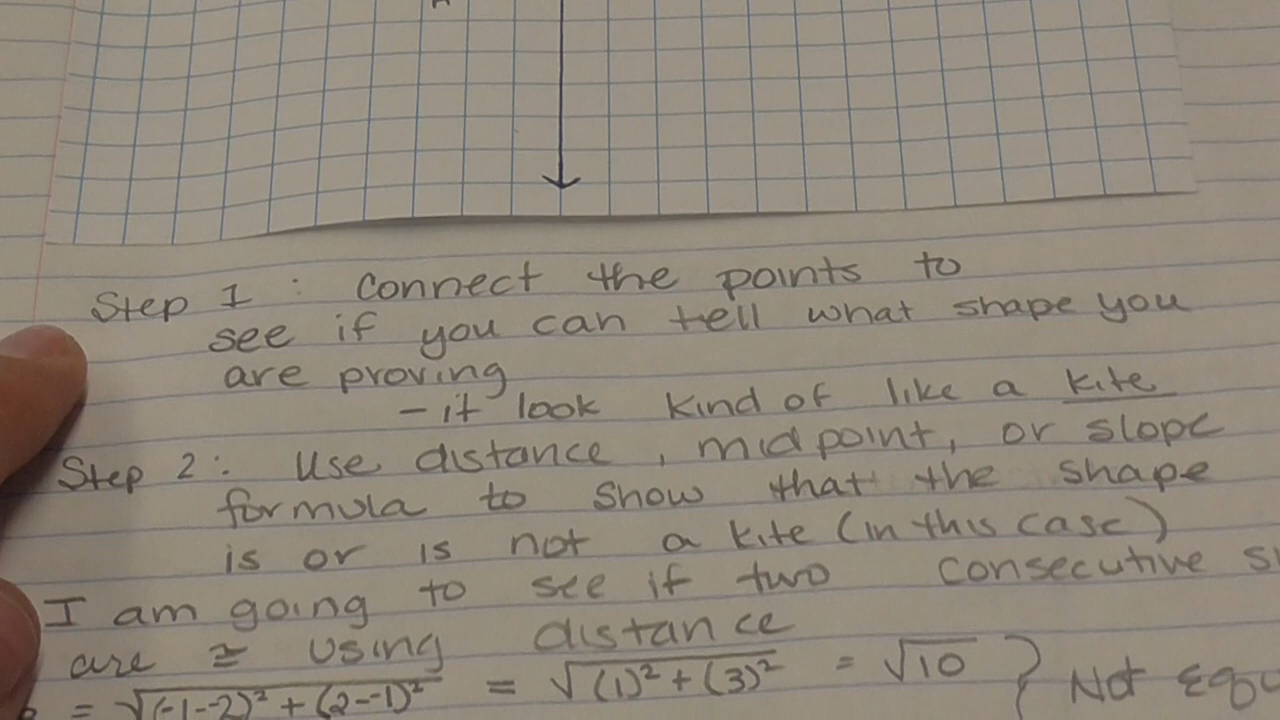 Step 1 : connect the points to
see if you can tell what shape you
are proving
- it look kind of like a kite
Step 2: Use distance, midpoint, or slope
formula to show that the shape
is or is not a kite (in this case)
I am going to see if two consecutive
are ≅ using distance
= √(-1--2)² + (2--1)² = √(1)² + (3)² = √10 } Not